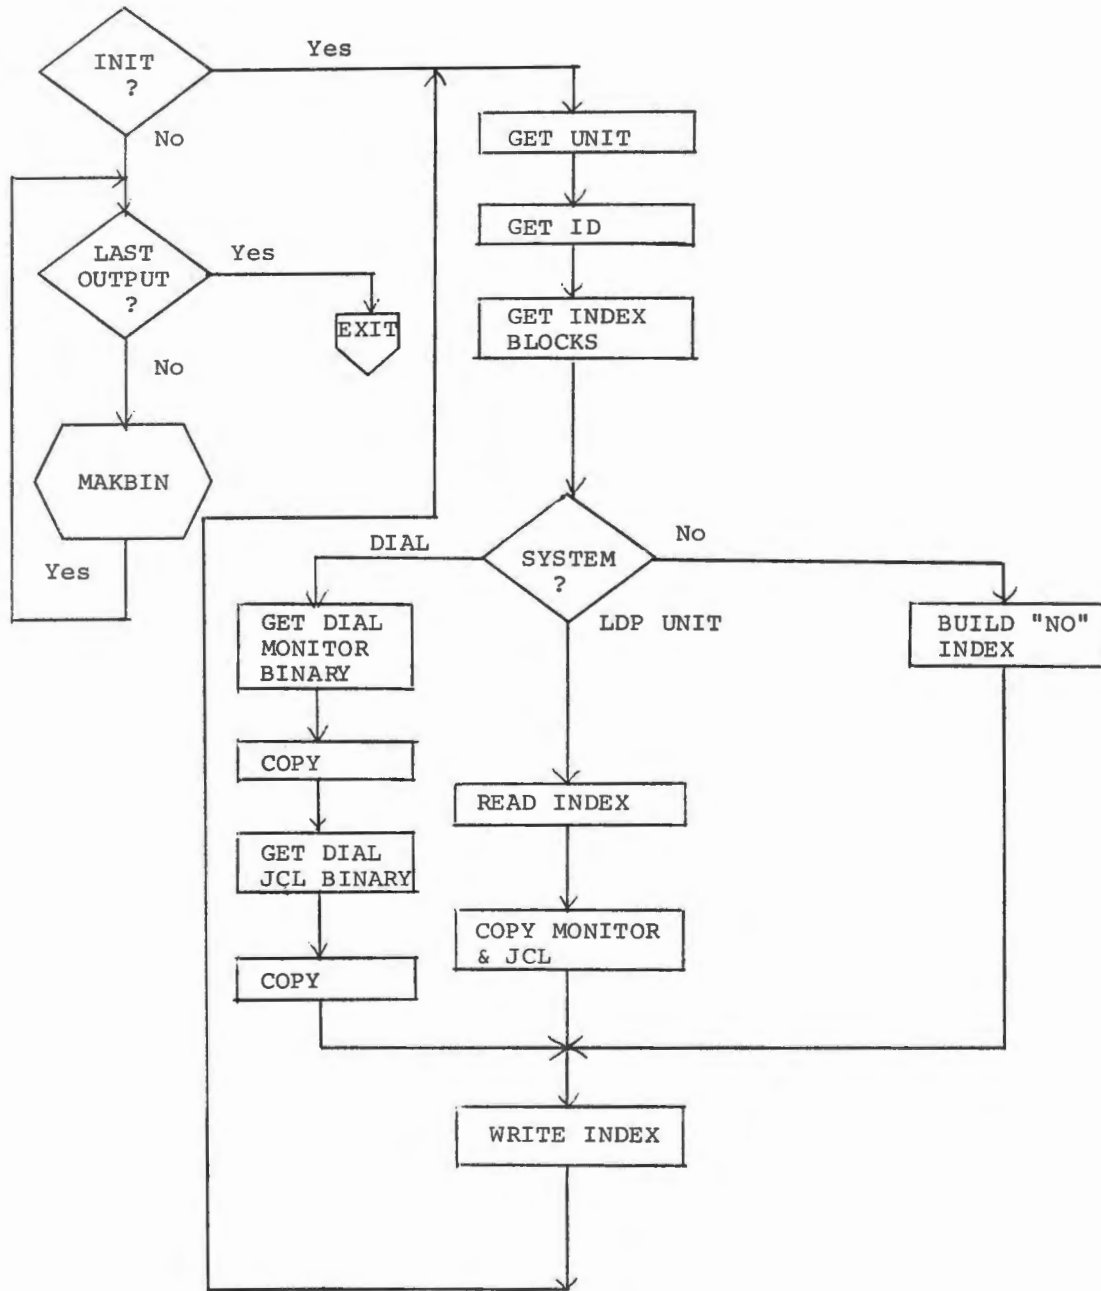 INIT
?
Yes
No
LAST
OUTPUT
?
Yes
EXIT
No
MAKBIN
Yes
GET UNIT
GET ID
GET INDEX
BLOCKS
SYSTEM
?
DIAL
No
LDP UNIT
GET DIAL
MONITOR
BINARY
COPY
GET DIAL
JCL BINARY
COPY
READ INDEX
COPY MONITOR
& JCL
BUILD "NO"
INDEX
WRITE INDEX